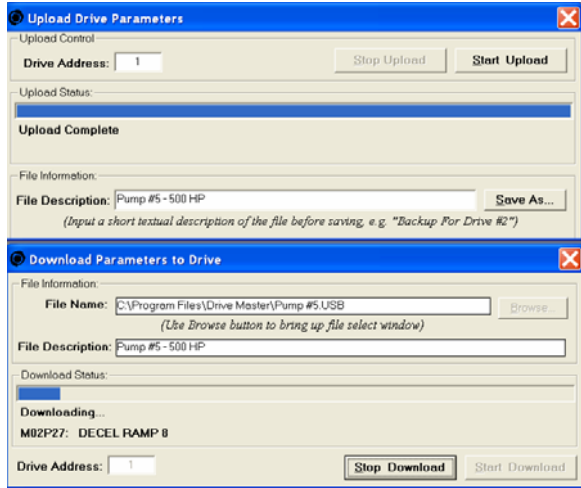 Upload Drive Parameters
Upload Control
Drive Address: 1 Stop Upload Start Upload
Upload Status:
Upload Complete
File Information:
File Description: Pump #5 - 500 HP Save As...
(Input a short textual description of the file before saving, e.g. "Backup For Drive #2")
Download Parameters to Drive
File Information:
File Name: C:\Program Files\Drive Master\Pump #5.USB Browse...
(Use Browse button to bring up file select window)
File Description: Pump #5 - 500 HP
Download Status:
Downloading...
M02P27: DECEL RAMP 8
Drive Address: 1 Stop Download Start Download